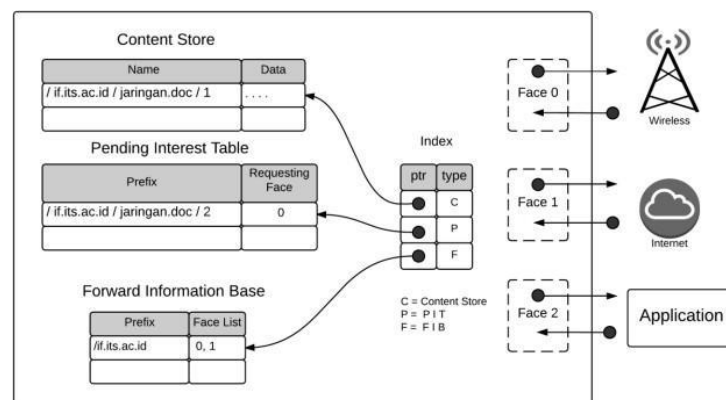 Content Store
Name Data
/ if.its.ac.id / jaringan.doc / 1 . . . .
Pending Interest Table
Prefix Requesting Face
/ if.its.ac.id / jaringan.doc / 2 0
Forward Information Base
Prefix Face List
/if.its.ac.id 0, 1
Index
ptr type
C
P
F
C = Content Store
P = P I T
F = F I B
Face 0
Face 1
Face 2
Wireless
Internet
Application